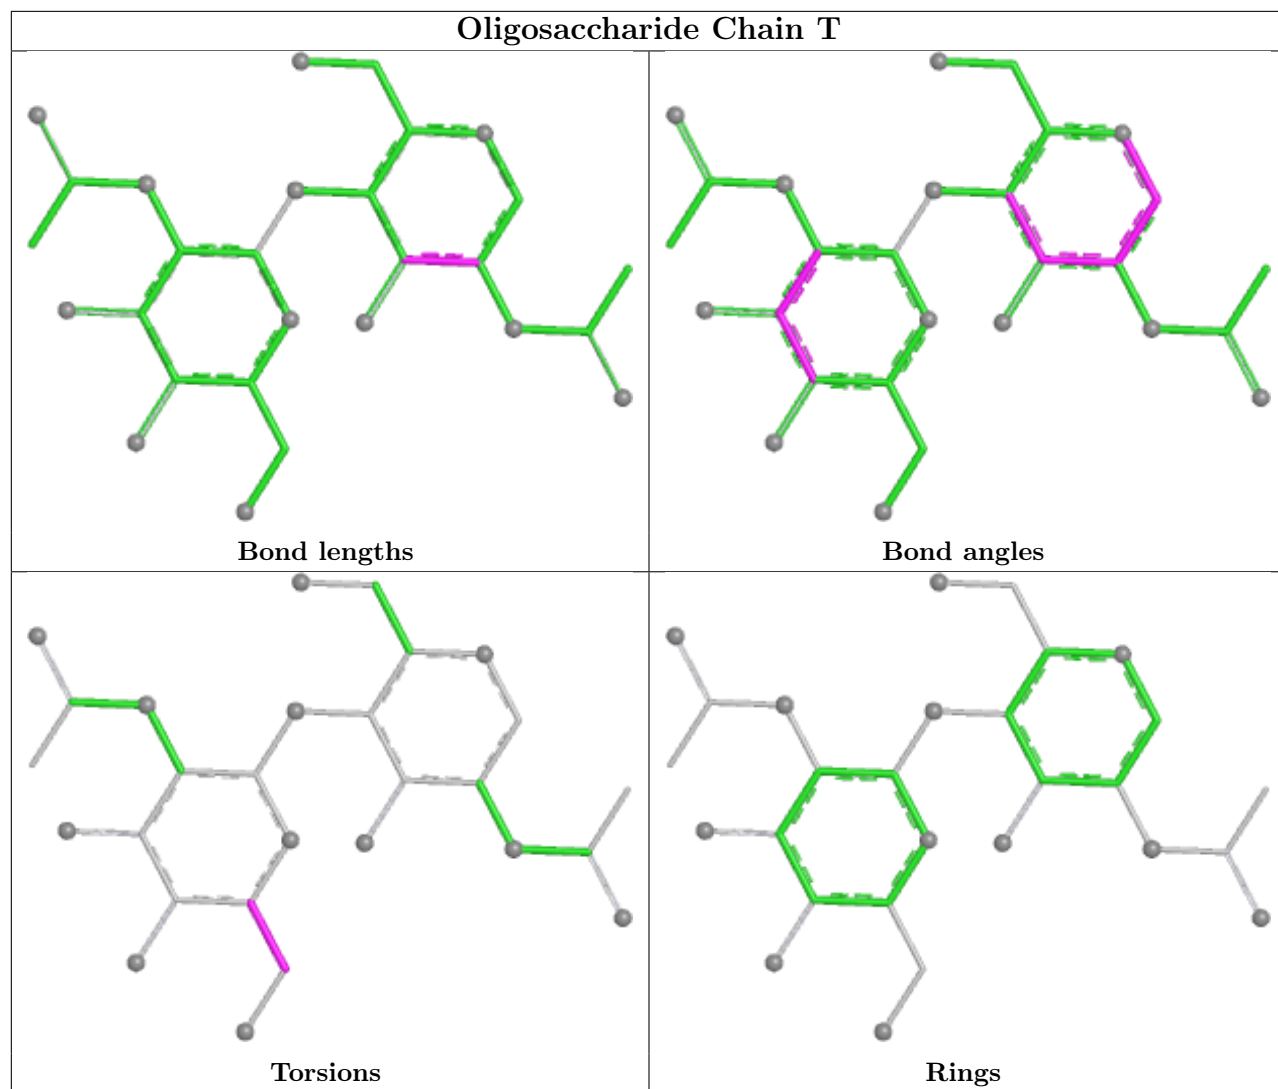 Oligosaccharide Chain T
Bond lengths
Bond angles
Torsions
Rings